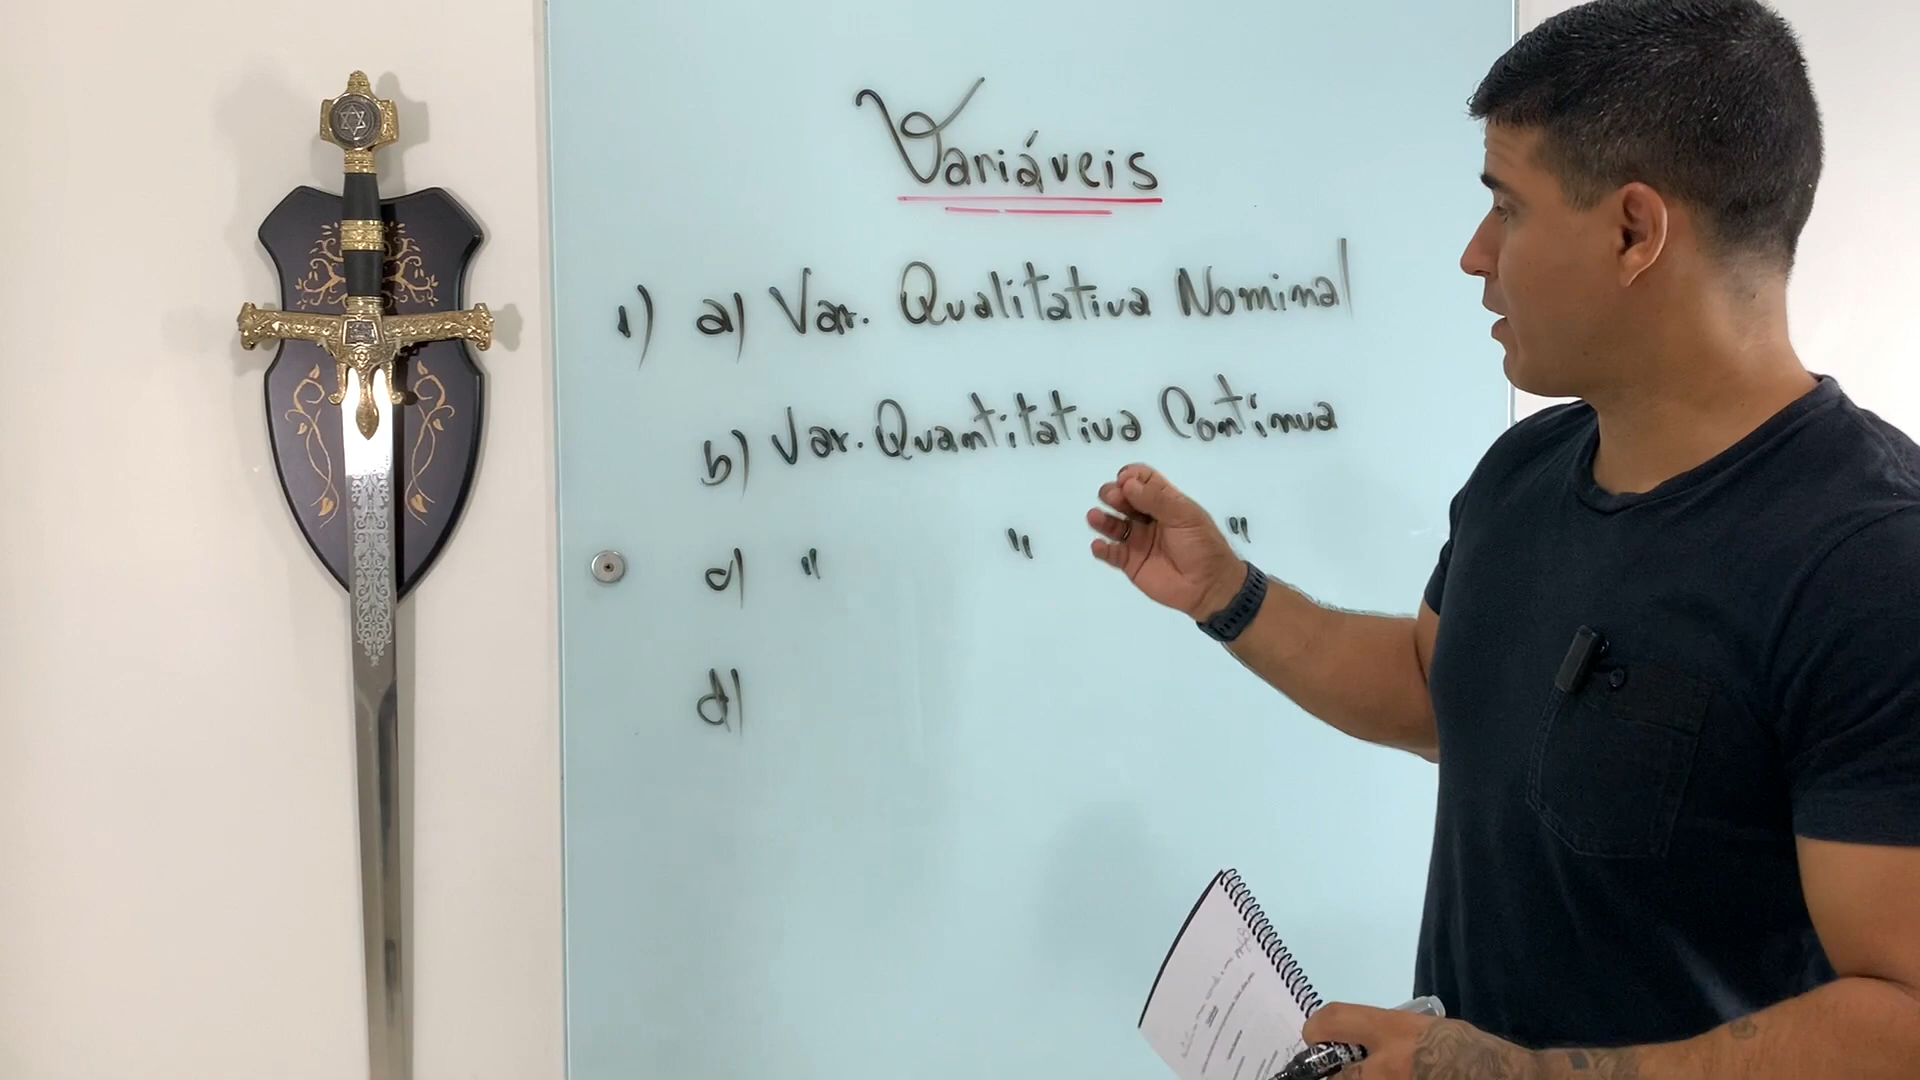 Variáveis
1) a) Var. Qualitativa Nominal
b) Var. Quantitativa Contínua
c) " " "
d)